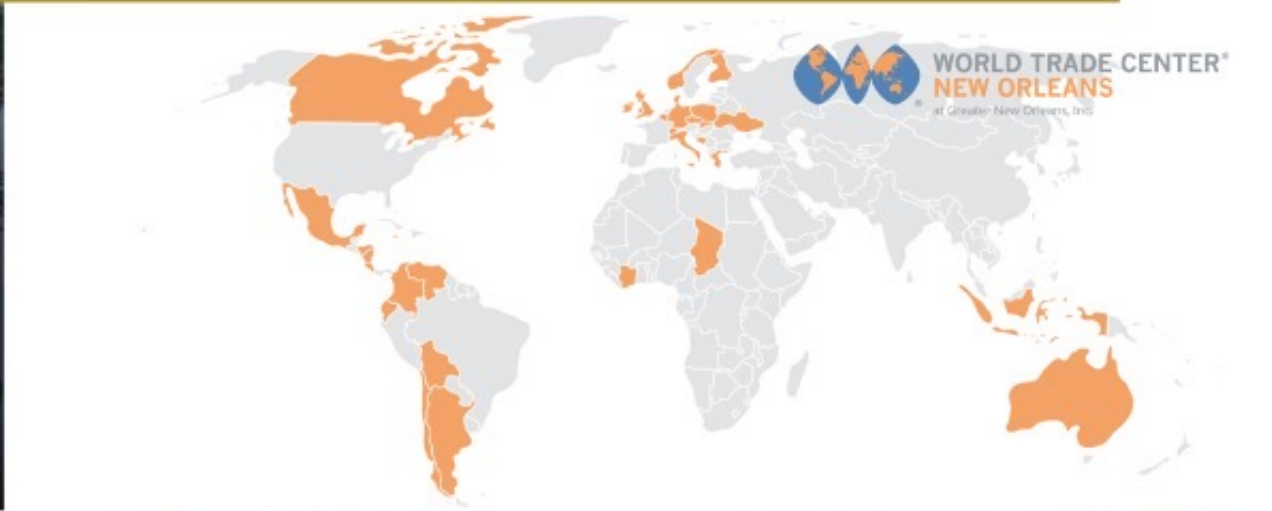 WORLD TRADE CENTER®
NEW ORLEANS
at Greater New Orleans, Inc.
®